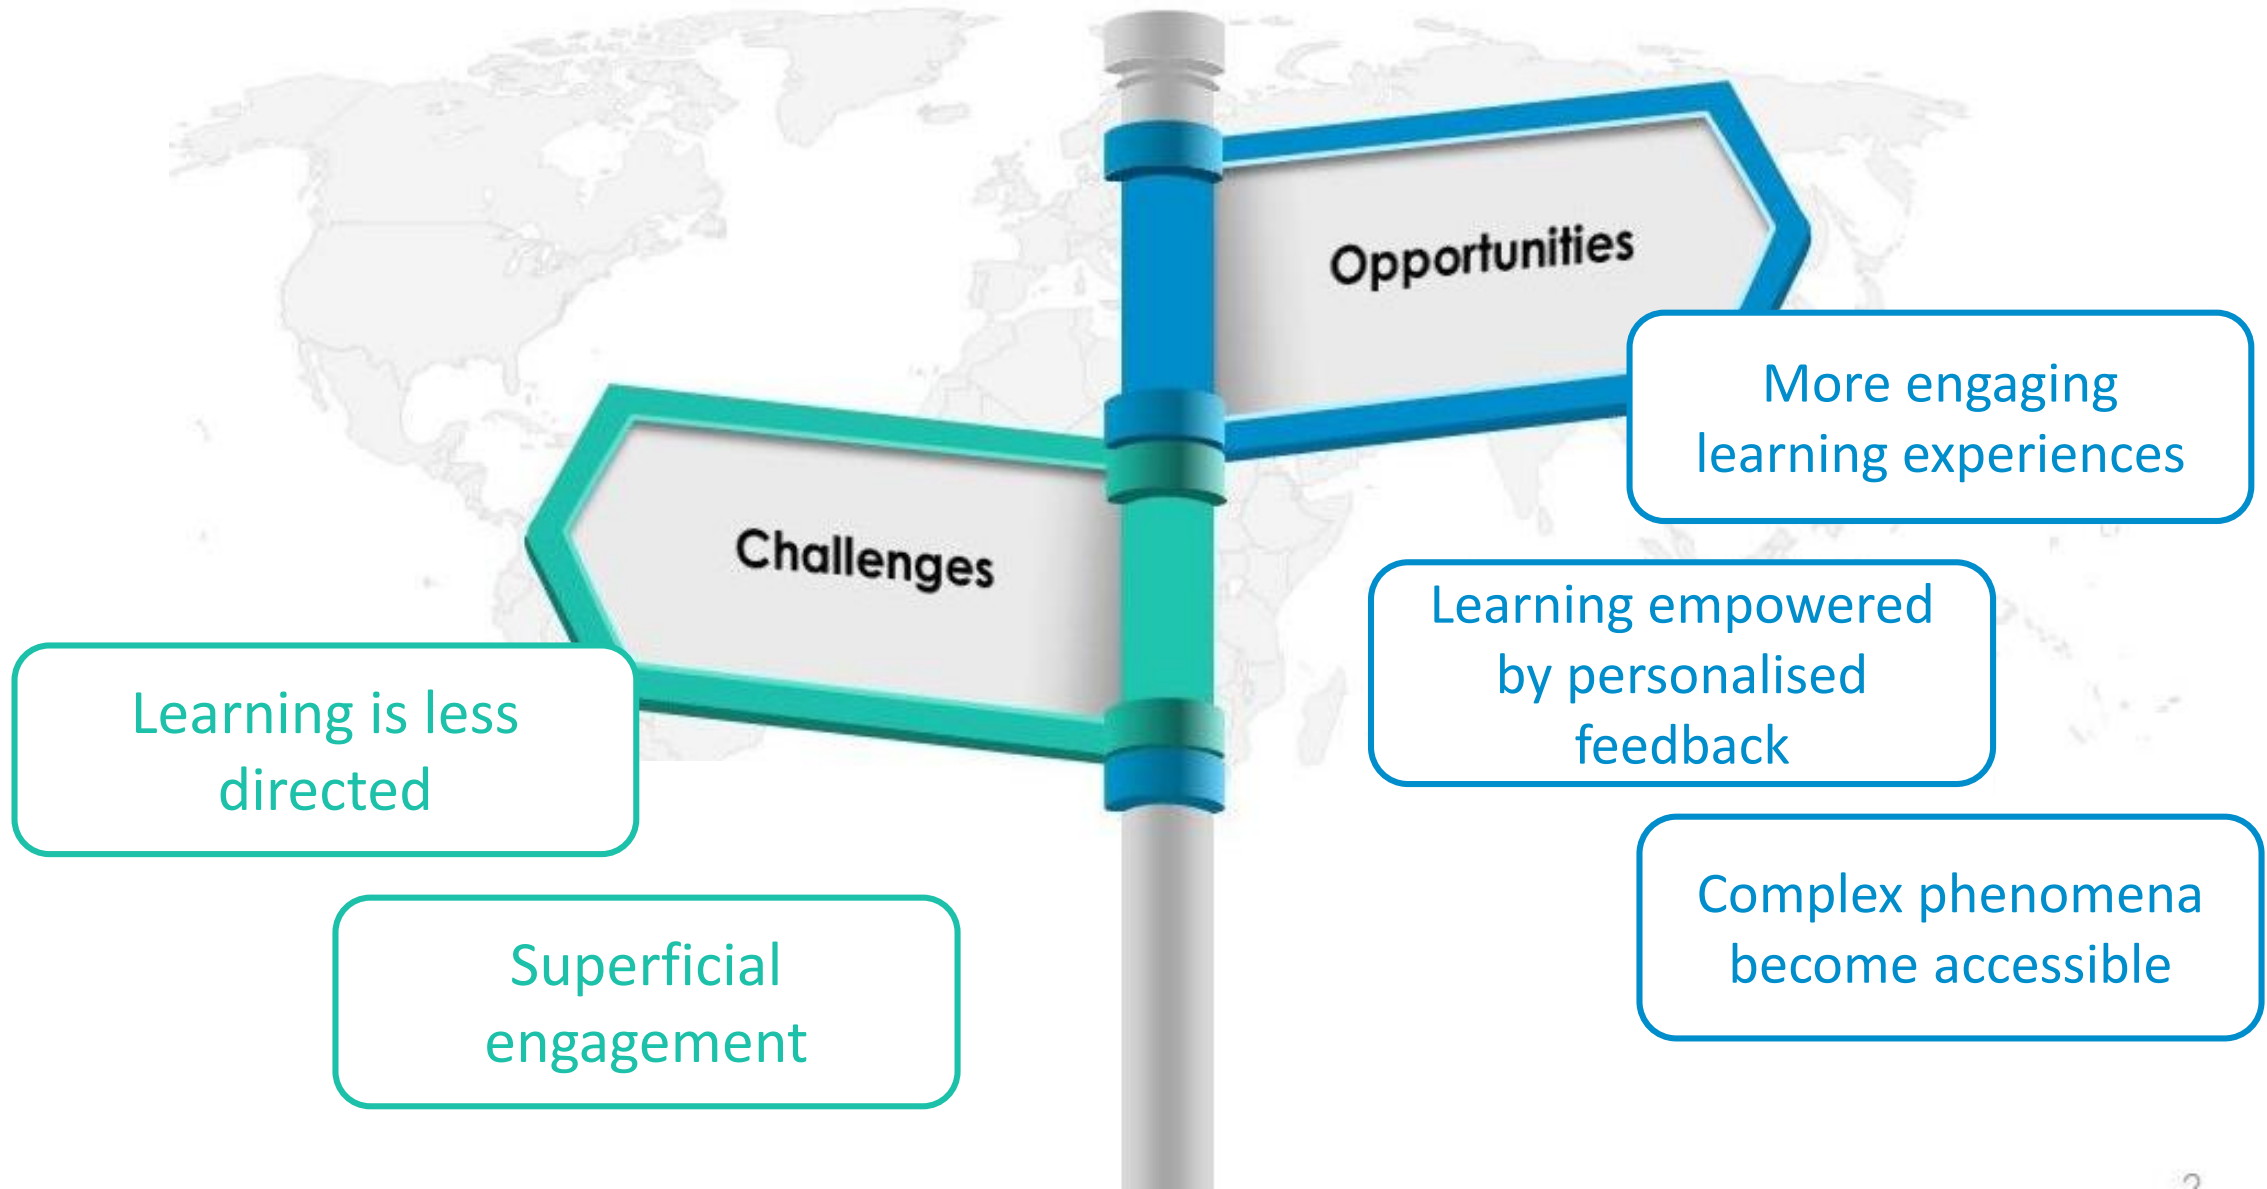 Opportunities
More engaging
learning experiences
Challenges
Learning empowered
by personalised
feedback
Learning is less
directed
Complex phenomena
become accessible
Superficial
engagement